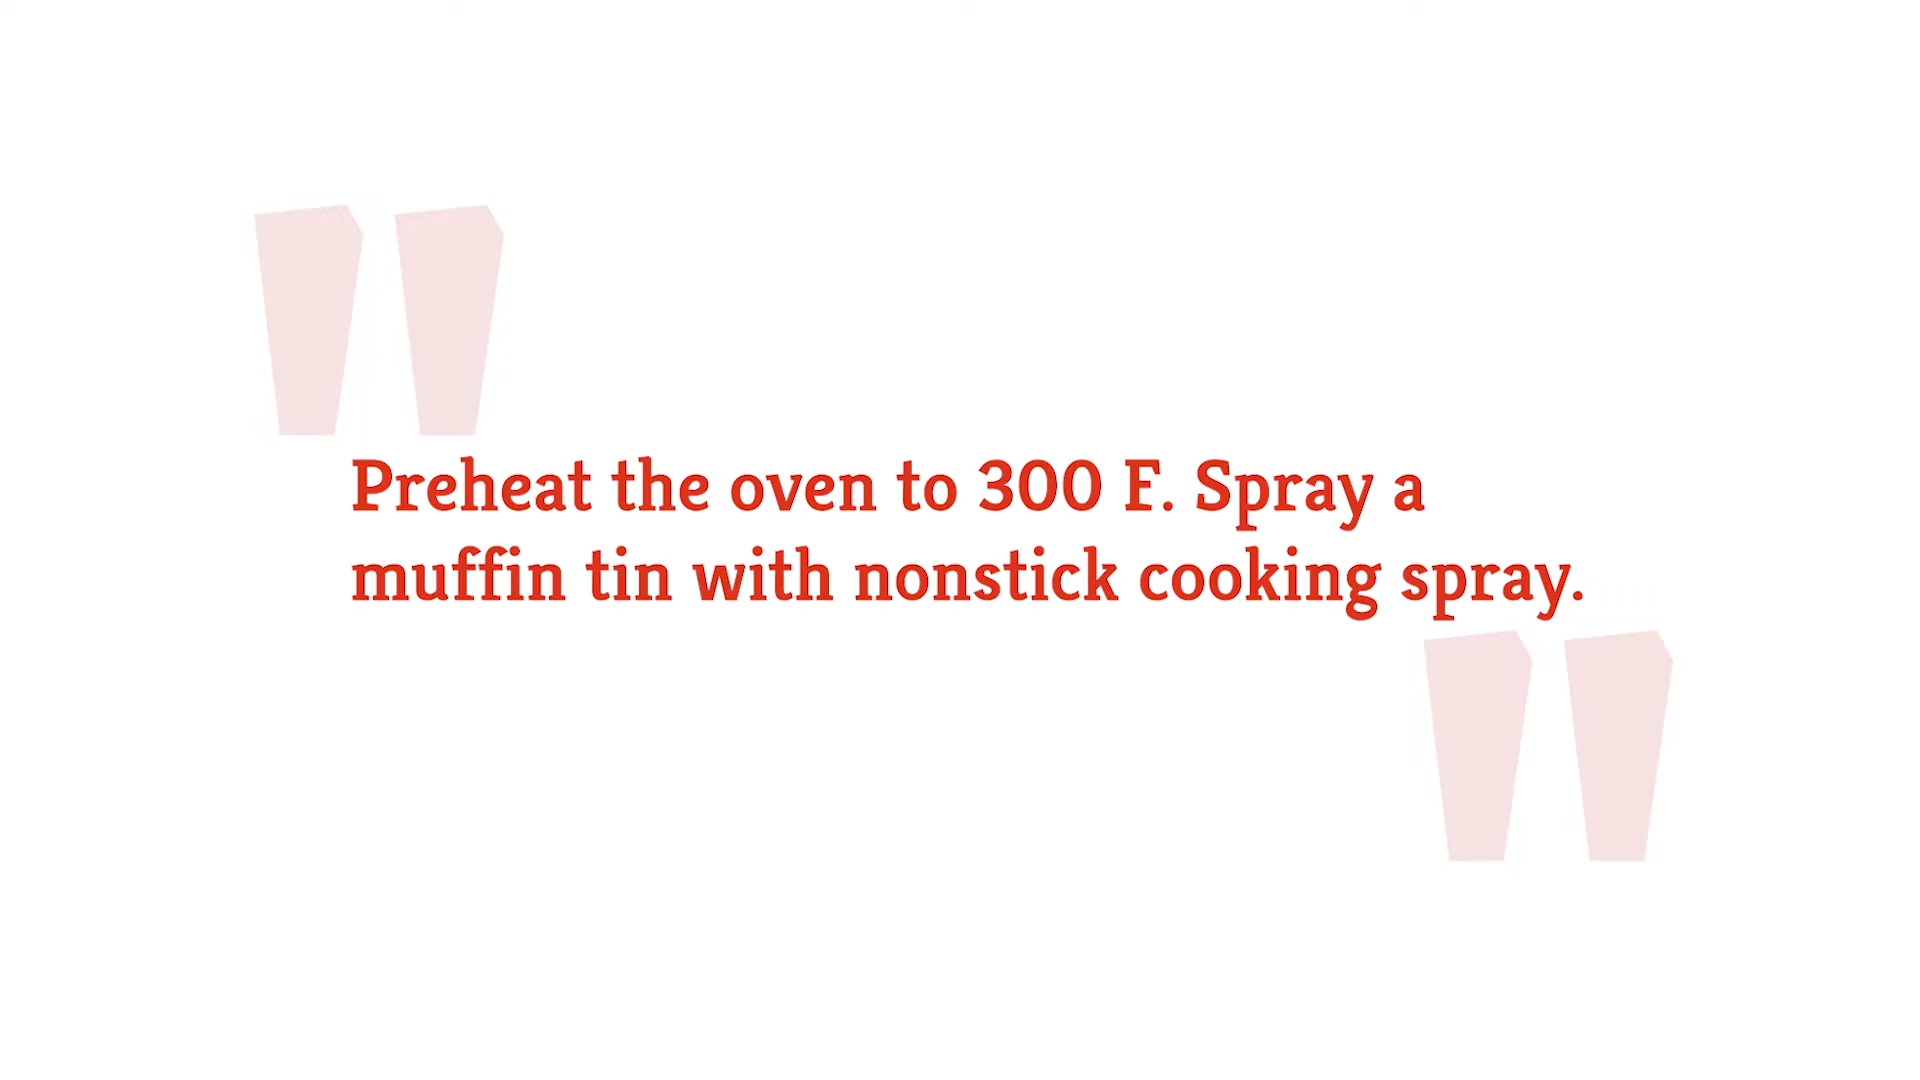 Preheat the oven to 300 F. Spray a
muffin tin with nonstick cooking spray.